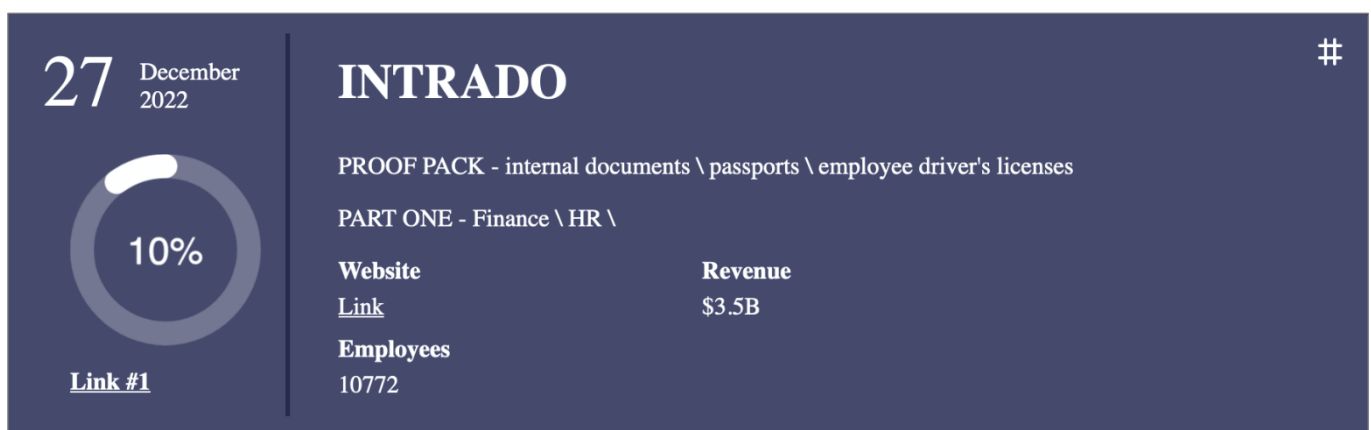 27 December
2022
INTRADO
#
PROOF PACK - internal documents \ passports \ employee driver's licenses
PART ONE - Finance \ HR \
10%
Website Revenue
Link $3.5B
Employees
Link #1 10772